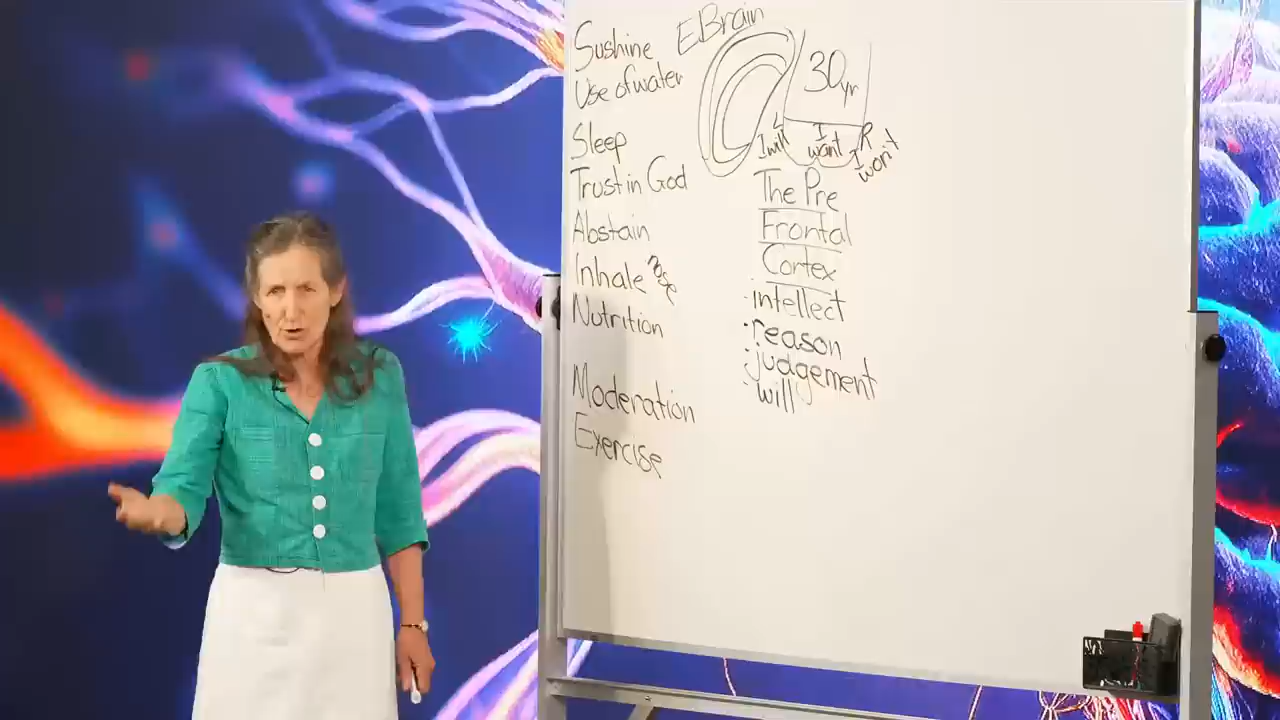 Sushine
Use of water
Sleep
Trust in God
Abstain
Inhale nose
Nutrition
Moderation
Exercise
EBrain
30yr
L
R
I will
I want
I won't
The Pre
Frontal
Cortex
· intellect
· reason
· judgement
· will